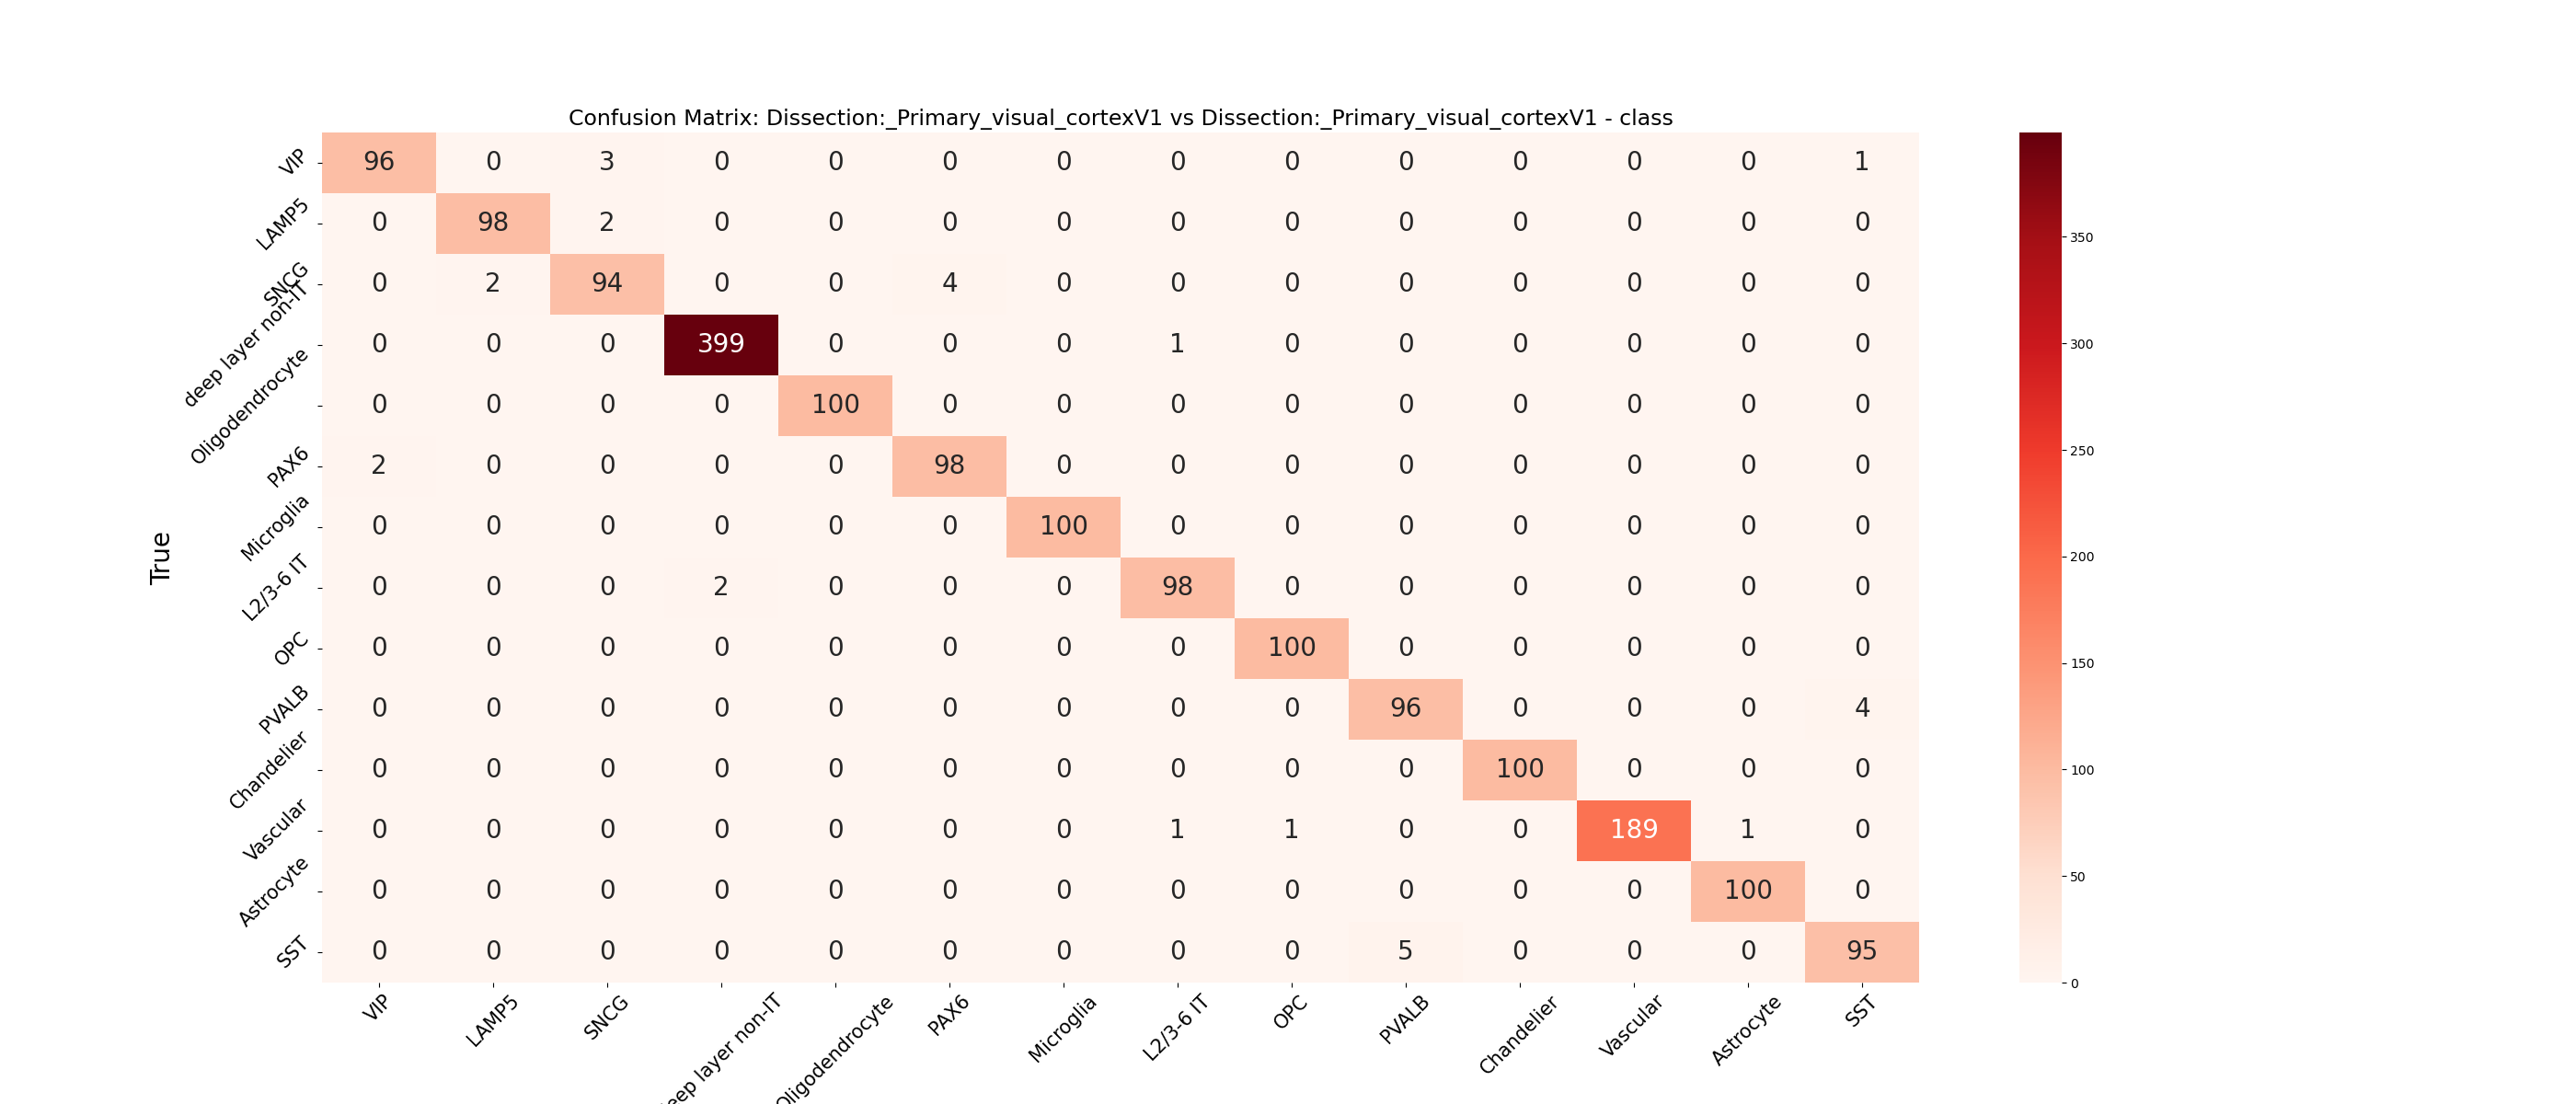 Confusion Matrix: Dissection:_Primary_visual_cortexV1 vs Dissection:_Primary_visual_cortexV1 - class
True
VIP 96 0 3 0 0 0 0 0 0 0 0 0 0 1
LAMP5 0 98 2 0 0 0 0 0 0 0 0 0 0 0
SNCG 0 2 94 0 0 4 0 0 0 0 0 0 0 0
deep layer non-IT 0 0 0 399 0 0 0 1 0 0 0 0 0 0
Oligodendrocyte 0 0 0 0 100 0 0 0 0 0 0 0 0 0
PAX6 2 0 0 0 0 98 0 0 0 0 0 0 0 0
Microglia 0 0 0 0 0 0 100 0 0 0 0 0 0 0
L2/3-6 IT 0 0 0 2 0 0 0 98 0 0 0 0 0 0
OPC 0 0 0 0 0 0 0 0 100 0 0 0 0 0
PVALB 0 0 0 0 0 0 0 0 0 96 0 0 0 4
Chandelier 0 0 0 0 0 0 0 0 0 0 100 0 0 0
Vascular 0 0 0 0 0 0 0 1 1 0 0 189 1 0
Astrocyte 0 0 0 0 0 0 0 0 0 0 0 0 100 0
SST 0 0 0 0 0 0 0 0 0 5 0 0 0 95
VIP LAMP5 SNCG layer non-IT Oligodendrocyte PAX6 Microglia L2/3-6 IT OPC PVALB Chandelier Vascular Astrocyte SST
350
300
250
200
150
100
50
0